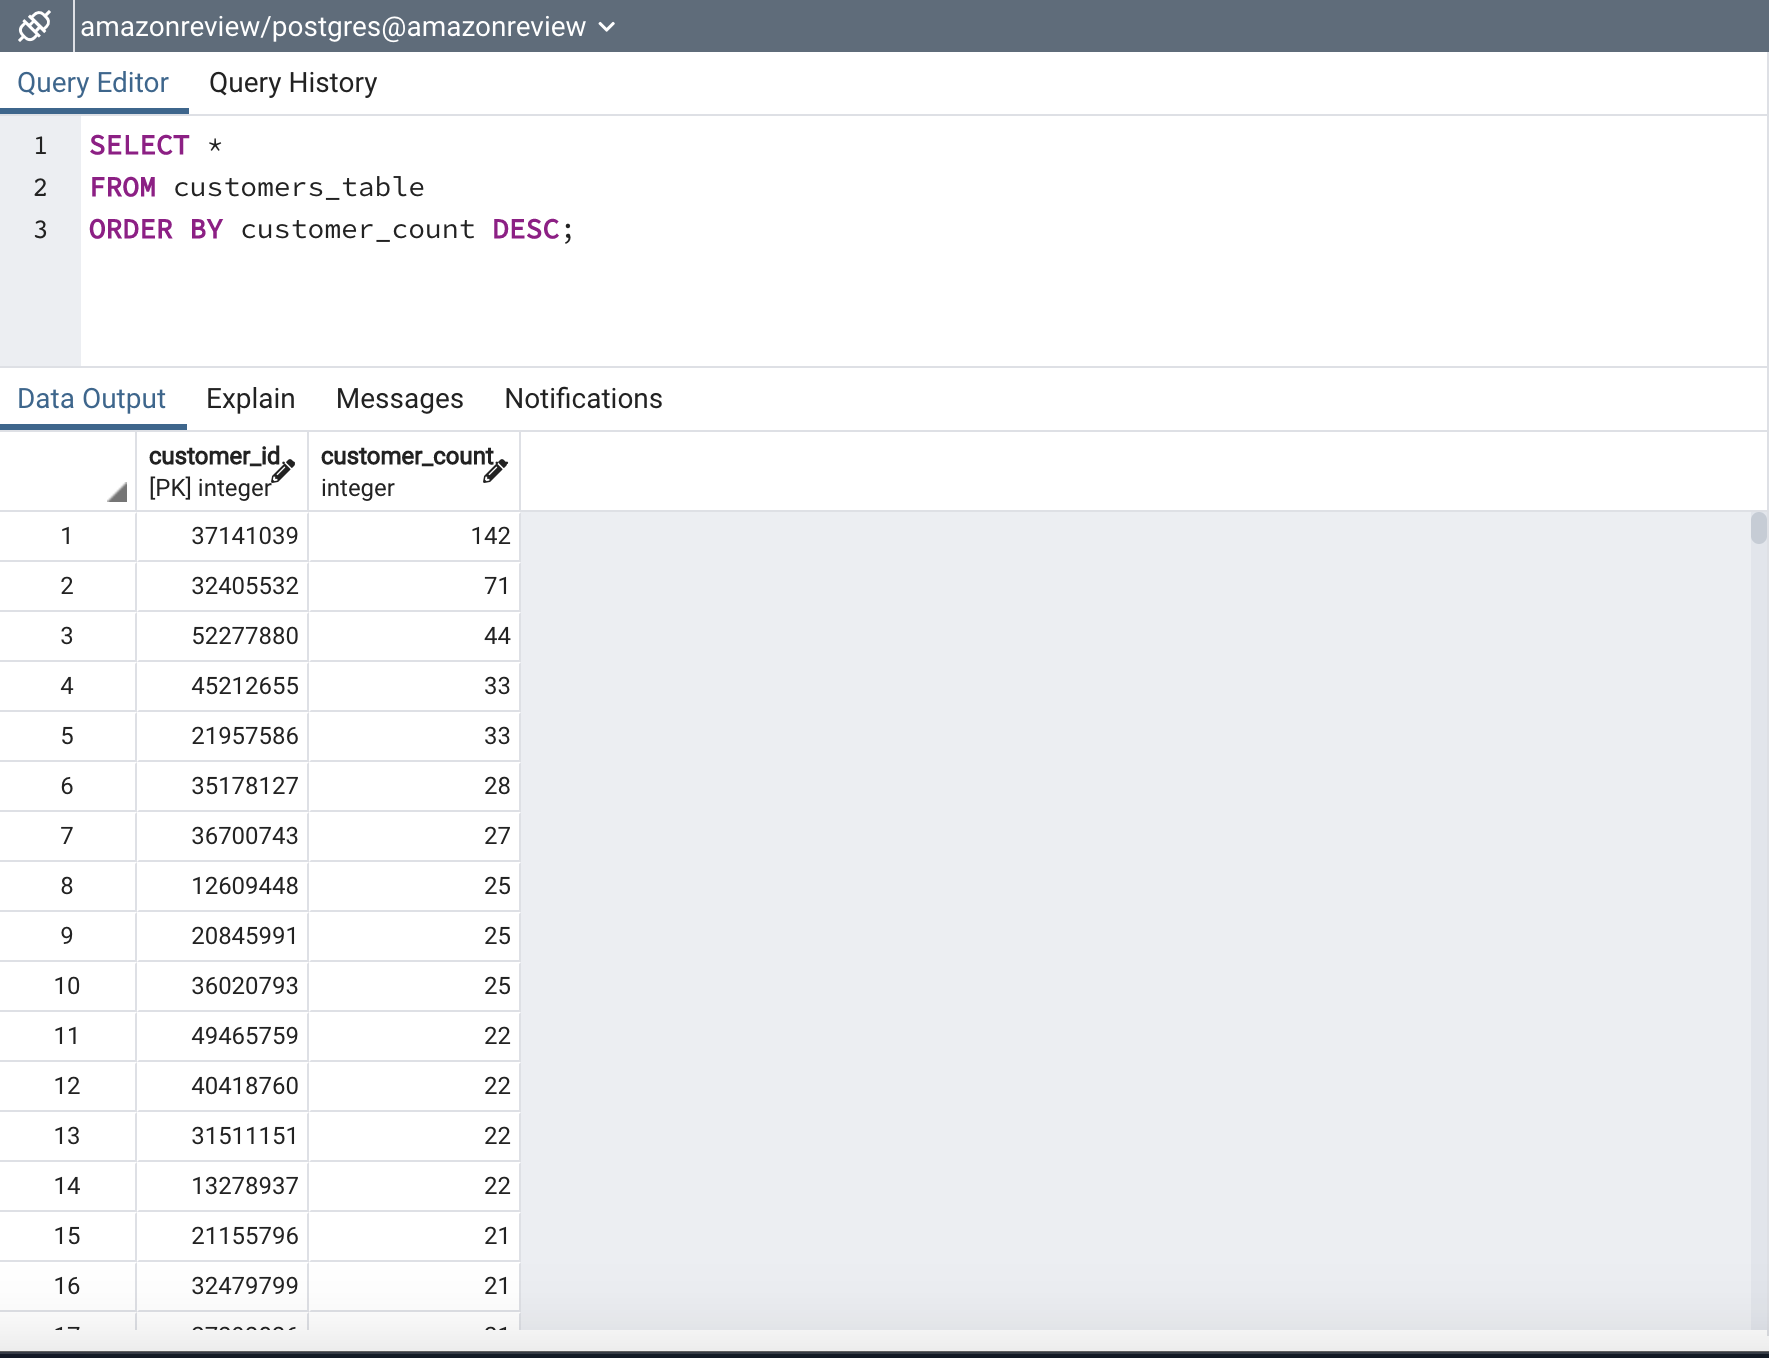 amazonreview/postgres@amazonreview
Query Editor Query History
1 SELECT *
2 FROM customers_table
3 ORDER BY customer_count DESC;
Data Output Explain Messages Notifications
customer_id customer_count
[PK] integer integer
1 37141039 142
2 32405532 71
3 52277880 44
4 45212655 33
5 21957586 33
6 35178127 28
7 36700743 27
8 12609448 25
9 20845991 25
10 36020793 25
11 49465759 22
12 40418760 22
13 31511151 22
14 13278937 22
15 21155796 21
16 32479799 21